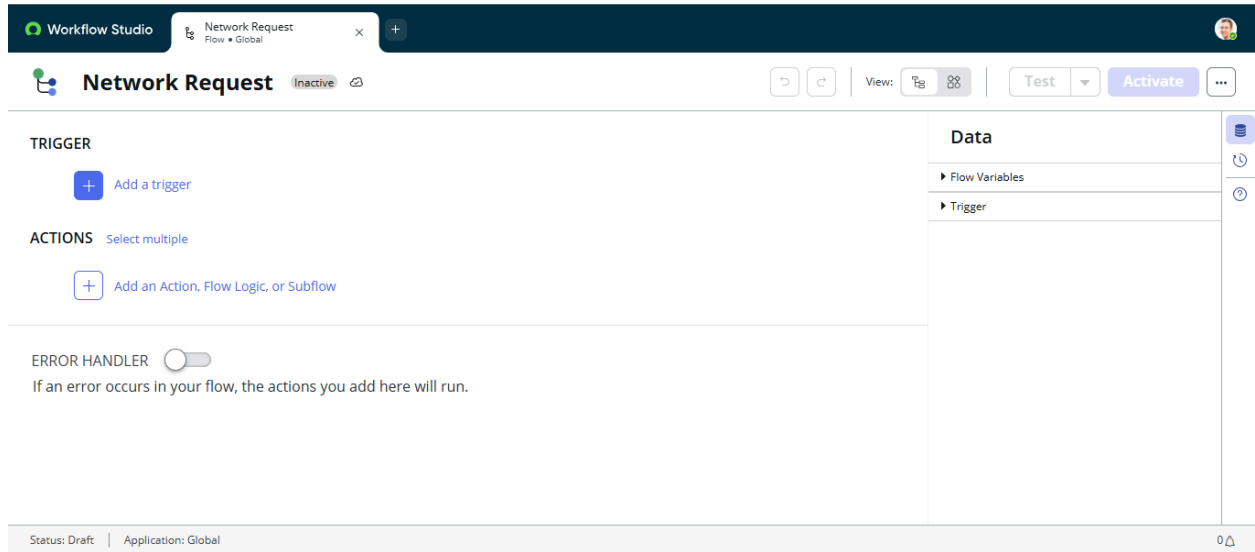 Workflow Studio
Network Request
Flow • Global
Network Request Inactive
View:
Test
Activate
TRIGGER
Add a trigger
ACTIONS Select multiple
Add an Action, Flow Logic, or Subflow
ERROR HANDLER
If an error occurs in your flow, the actions you add here will run.
Data
Flow Variables
Trigger
Status: Draft
Application: Global
0